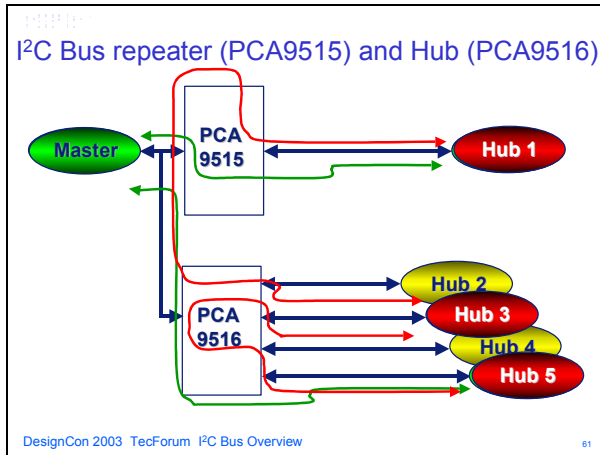 I²C Bus repeater (PCA9515) and Hub (PCA9516)
Master
PCA
9515
Hub 1
Hub 2
PCA
9516
Hub 3
Hub 4
Hub 5
DesignCon 2003 TecForum I²C Bus Overview
61